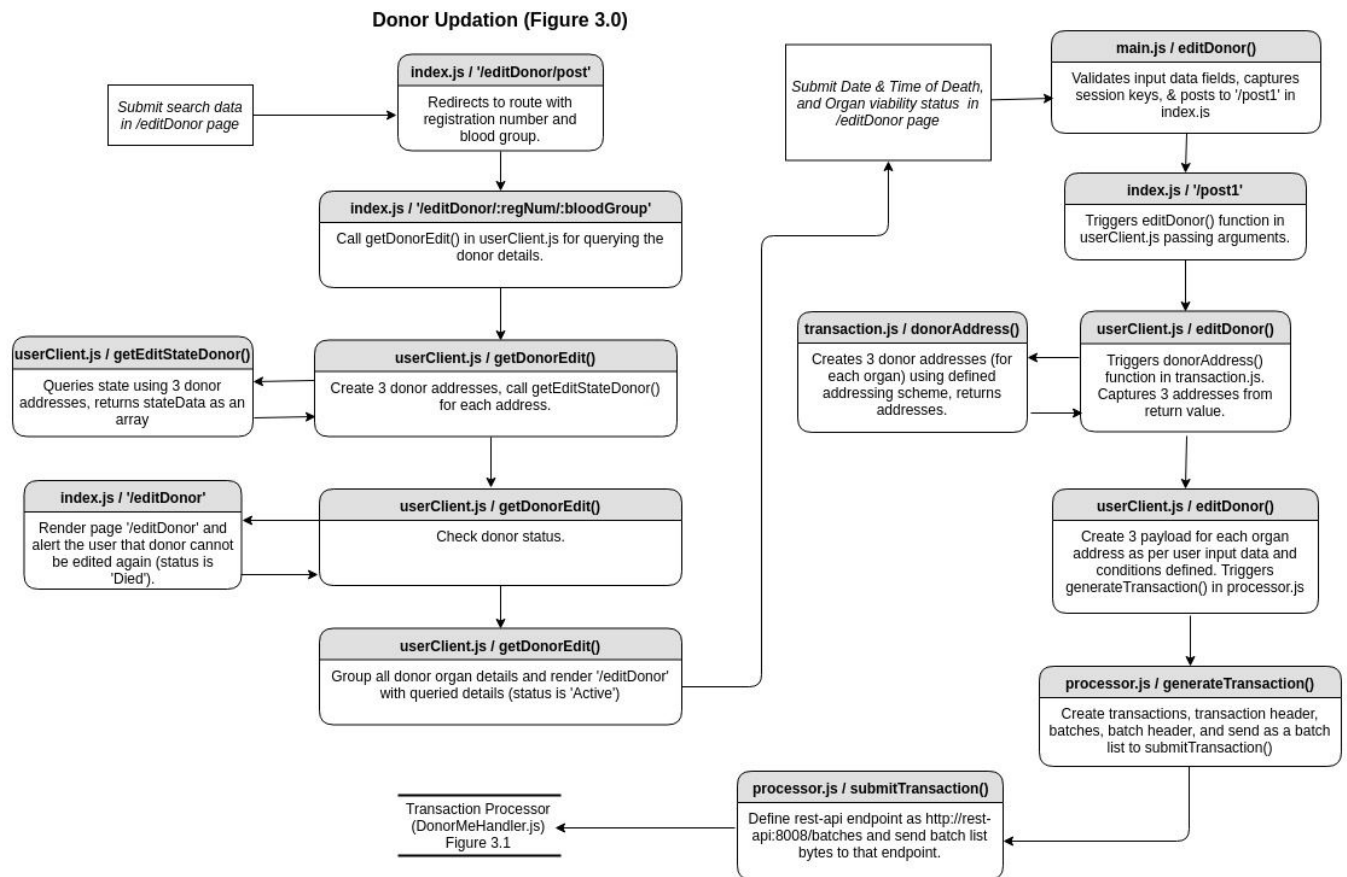 Donor Updation (Figure 3.0)
Submit search data
in /editDonor page
index.js / '/editDonor/post'
Redirects to route with
registration number and
blood group.
index.js / '/editDonor/:regNum/:bloodGroup'
Call getDonorEdit() in userClient.js for querying the
donor details.
userClient.js / getEditStateDonor()
Queries state using 3 donor
addresses, returns stateData as an
array
userClient.js / getDonorEdit()
Create 3 donor addresses, call getEditStateDonor()
for each address.
index.js / '/editDonor'
Render page '/editDonor' and
alert the user that donor cannot
be edited again (status is
'Died').
userClient.js / getDonorEdit()
Check donor status.
userClient.js / getDonorEdit()
Group all donor organ details and render '/editDonor'
with queried details (status is 'Active')
Submit Date & Time of Death,
and Organ viability status in
/editDonor page
main.js / editDonor()
Validates input data fields, captures
session keys, & posts to '/post1' in
index.js
index.js / '/post1'
Triggers editDonor() function in
userClient.js passing arguments.
transaction.js / donorAddress()
Creates 3 donor addresses (for
each organ) using defined
addressing scheme, returns
addresses.
userClient.js / editDonor()
Triggers donorAddress()
function in transaction.js.
Captures 3 addresses from
return value.
userClient.js / editDonor()
Create 3 payload for each organ
address as per user input data and
conditions defined. Triggers
generateTransaction() in processor.js
processor.js / generateTransaction()
Create transactions, transaction header,
batches, batch header, and send as a batch
list to submitTransaction()
processor.js / submitTransaction()
Define rest-api endpoint as http://rest-
api:8008/batches and send batch list
bytes to that endpoint.
Transaction Processor
(DonorMeHandler.js)
Figure 3.1